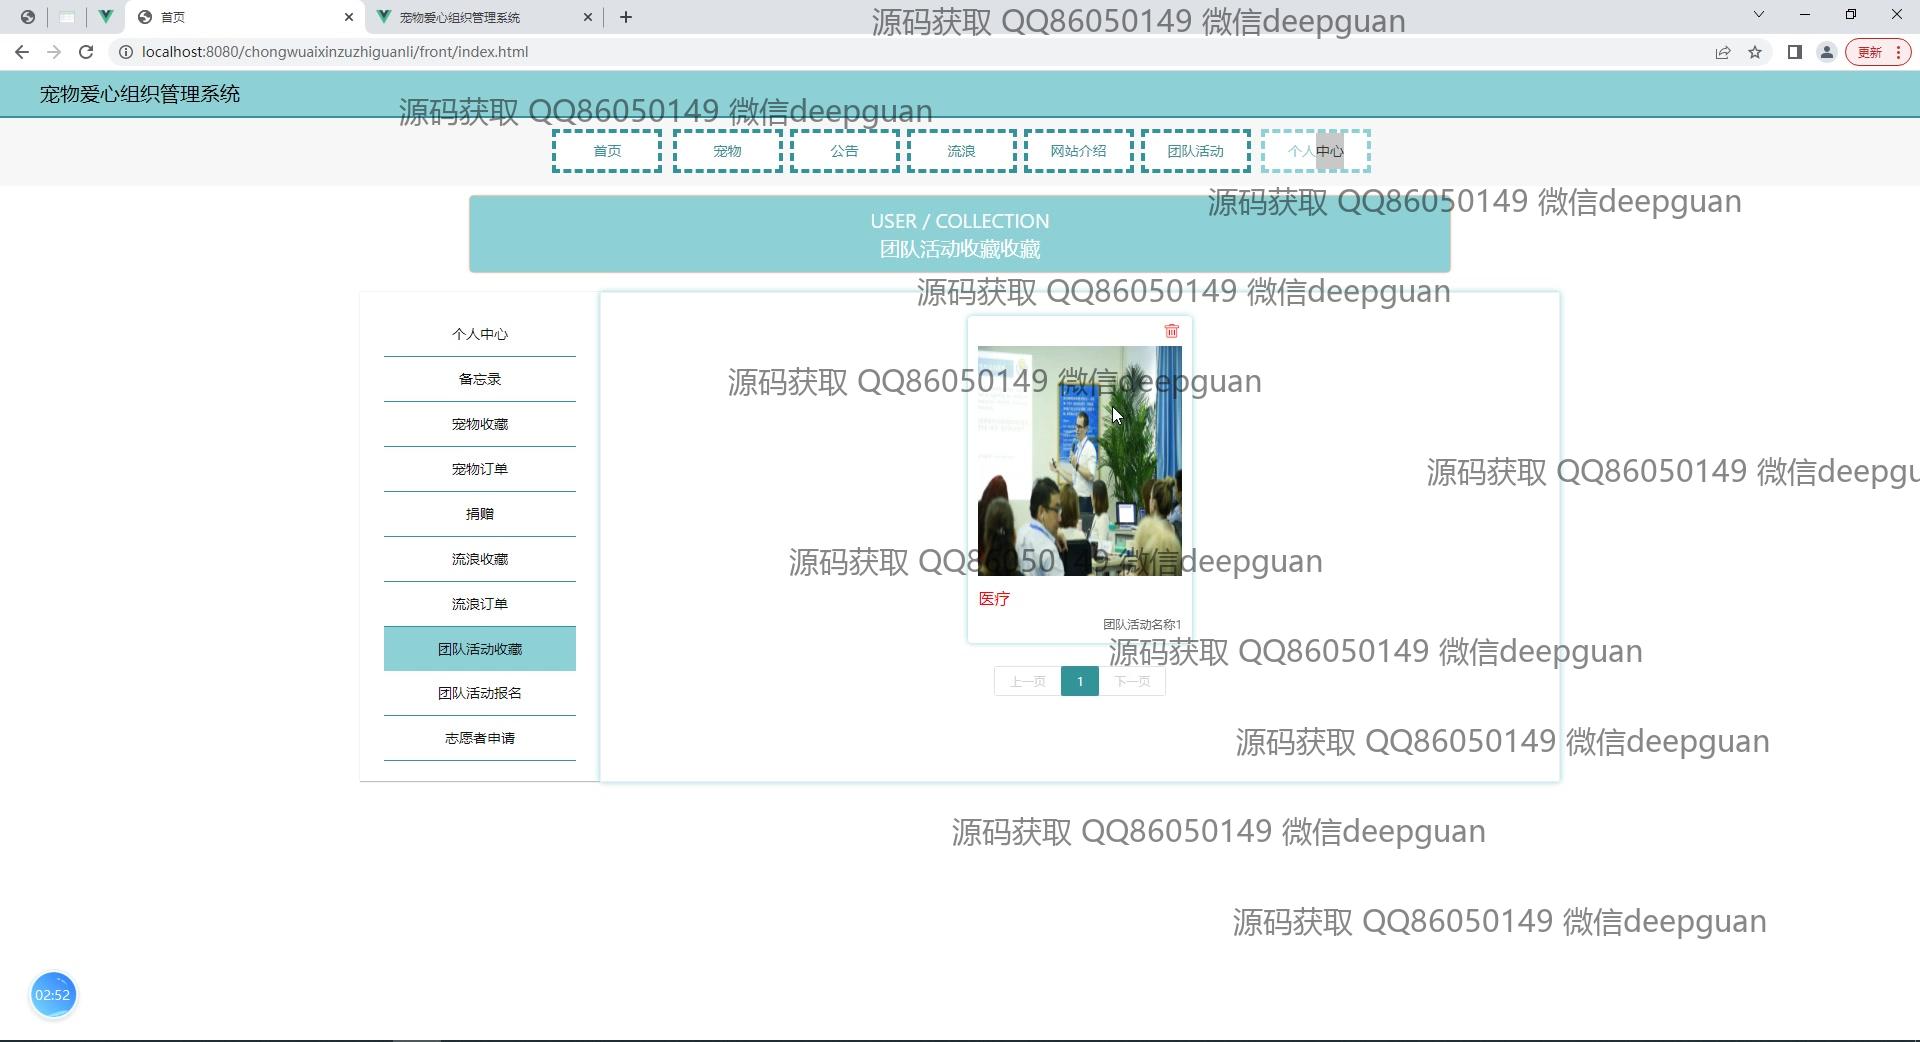 首页
宠物爱心组织管理系统
源码获取 QQ86050149 微信deepguan
localhost:8080/chongwuaixinzuzhiguanli/front/index.html
更新
宠物爱心组织管理系统
源码获取 QQ86050149 微信deepguan
首页
宠物
公告
流浪
网站介绍
团队活动
个人中心
源码获取 QQ86050149 微信deepguan
USER / COLLECTION
团队活动收藏收藏
源码获取 QQ86050149 微信deepguan
个人中心
备忘录
宠物收藏
宠物订单
捐赠
流浪收藏
流浪订单
团队活动收藏
团队活动报名
志愿者申请
源码获取 QQ86050149 微信deepguan
源码获取 QQ86050149 微信deepgu
源码获取 QQ86050149 微信deepguan
医疗
团队活动名称1
源码获取 QQ86050149 微信deepguan
上一页
1
下一页
源码获取 QQ86050149 微信deepguan
源码获取 QQ86050149 微信deepguan
源码获取 QQ86050149 微信deepguan
02:52